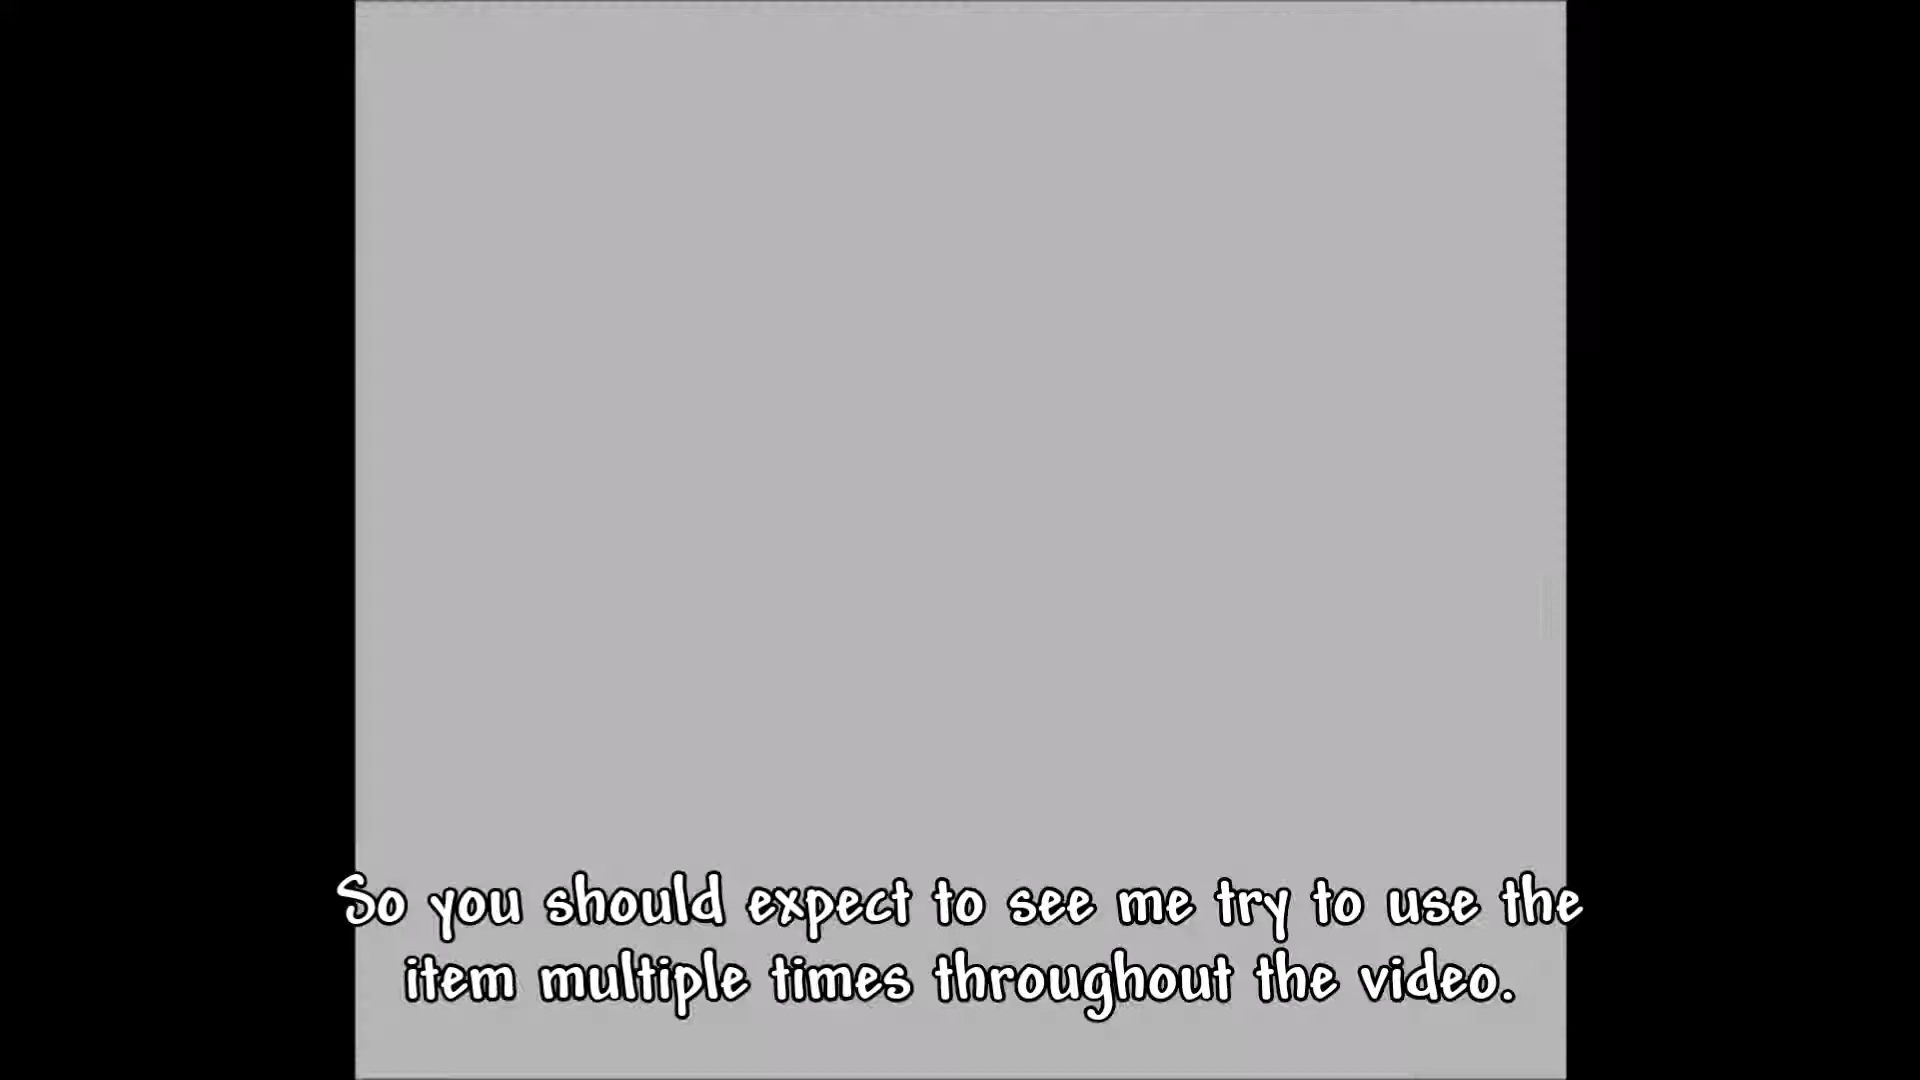 So you should expect to see me try to use the
item multiple times throughout the video.